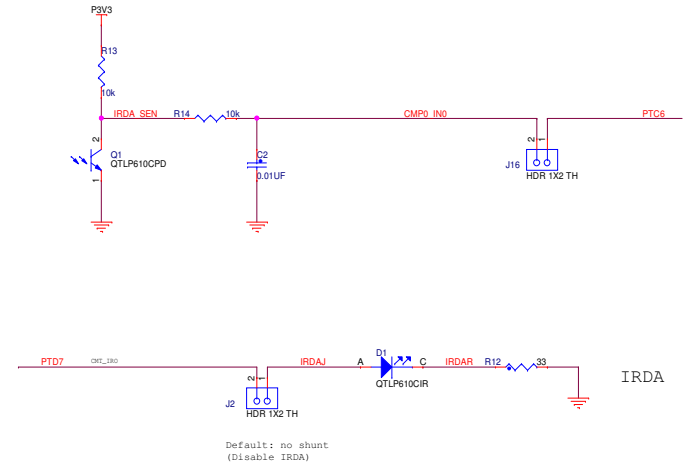 P3V3
R13
10k
IRDA_SEN
R14
10k
CMP0_IN0
PTC6
2
Q1
QTLP610CPD
1
C2
0.01UF
2
1
J16
HDR 1X2 TH
PTD7
CMT_IRO
IRDAJ
A
D1
C
QTLP610CIR
IRDAR
R12
33
IRDA
2
1
J2
HDR 1X2 TH
Default: no shunt
(Disable IRDA)